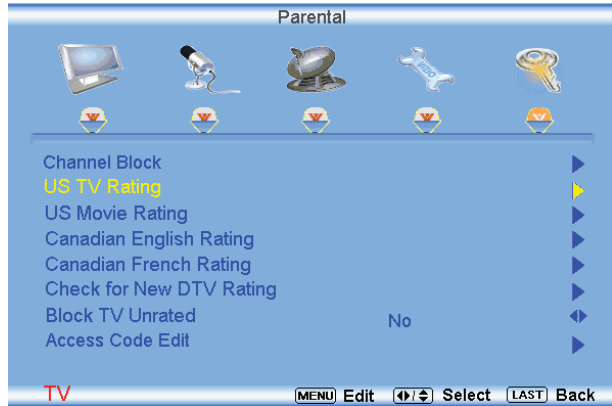 Parental
Channel Block
US TV Rating
US Movie Rating
Canadian English Rating
Canadian French Rating
Check for New DTV Rating
Block TV Unrated No
Access Code Edit
TV MENU Edit Select LAST Back